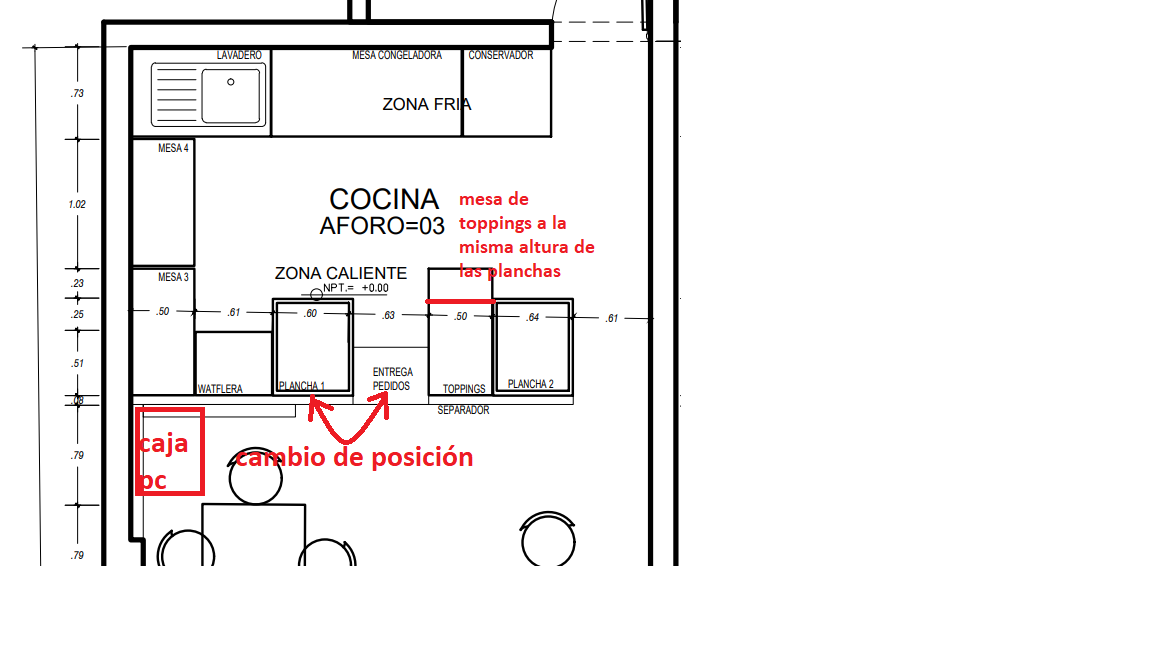 LAVADERO
MESA CONGELADORA
CONSERVADOR
.73
ZONA FRIA
MESA 4
1.02
COCINA
AFORO=03
mesa de
toppings a la
misma altura de
las planchas
MESA 3
ZONA CALIENTE
.23
NPT.= +0.00
.25
.50
.61
.60
.63
.50
.64
.61
.51
ENTREGA
PEDIDOS
WATFLERA
PLANCHA 1
TOPPINGS
PLANCHA 2
.08
SEPARADOR
caja
pc
cambio de posición
.79
.79